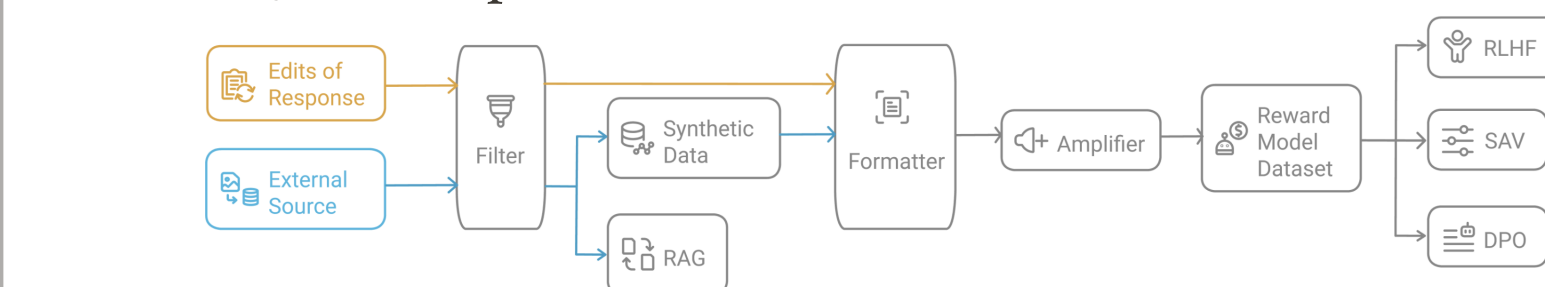 Edits of
Response
External
Source
Filter
Synthetic
Data
RAG
Formatter
Amplifier
Reward
Model
Dataset
RLHF
SAV
DPO